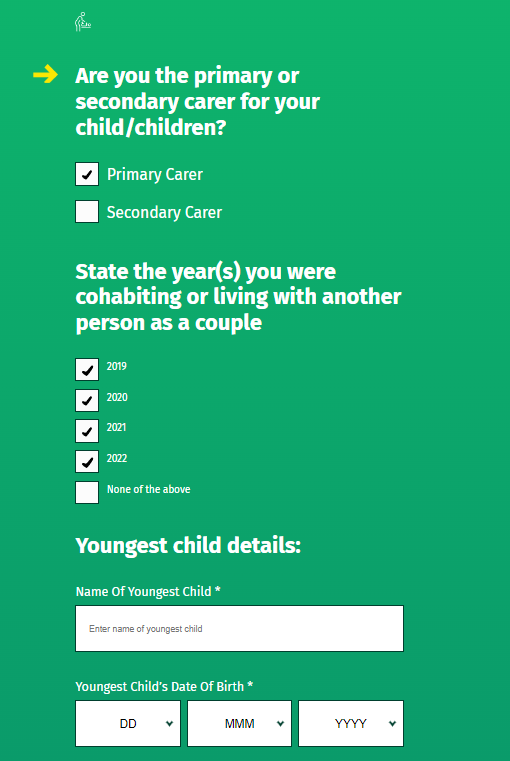 Are you the primary or
secondary carer for your
child/children?
Primary Carer
Secondary Carer
State the year(s) you were
cohabiting or living with another
person as a couple
2019
2020
2021
2022
None of the above
Youngest child details:
Name Of Youngest Child *
Enter name of youngest child
Youngest Child's Date Of Birth *
DD MMM YYYY